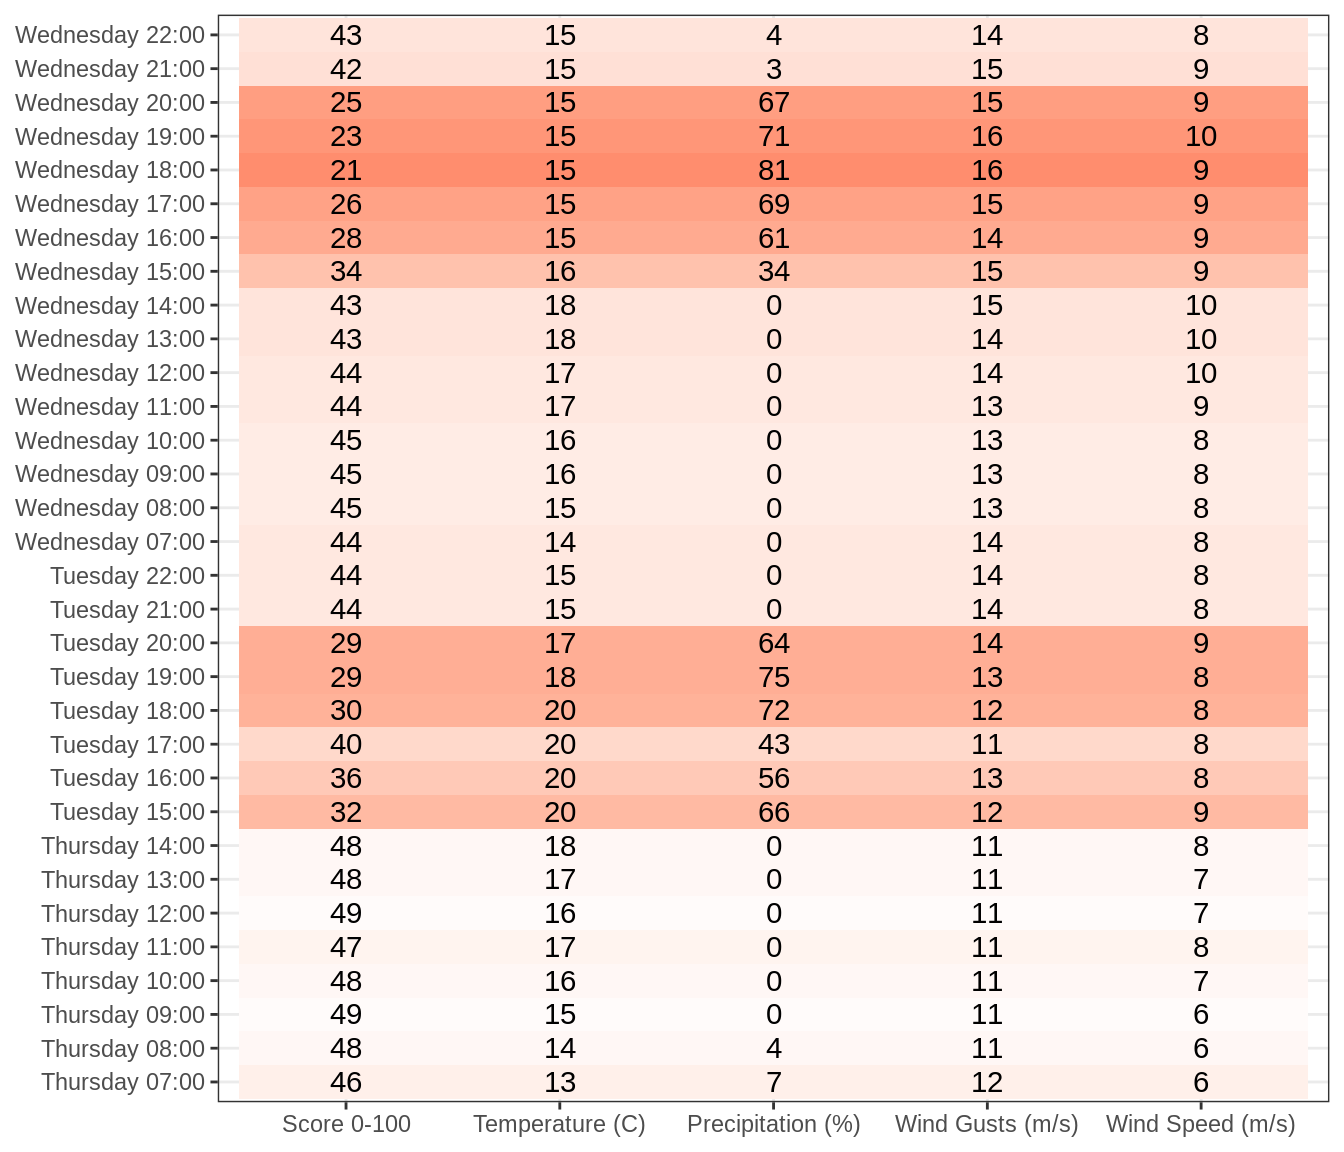 Wednesday 22:00 43 15 4 14 8
Wednesday 21:00 42 15 3 15 9
Wednesday 20:00 25 15 67 15 9
Wednesday 19:00 23 15 71 16 10
Wednesday 18:00 21 15 81 16 9
Wednesday 17:00 26 15 69 15 9
Wednesday 16:00 28 15 61 14 9
Wednesday 15:00 34 16 34 15 9
Wednesday 14:00 43 18 0 15 10
Wednesday 13:00 43 18 0 14 10
Wednesday 12:00 44 17 0 14 10
Wednesday 11:00 44 17 0 13 9
Wednesday 10:00 45 16 0 13 8
Wednesday 09:00 45 16 0 13 8
Wednesday 08:00 45 15 0 13 8
Wednesday 07:00 44 14 0 14 8
Tuesday 22:00 44 15 0 14 8
Tuesday 21:00 44 15 0 14 8
Tuesday 20:00 29 17 64 14 9
Tuesday 19:00 29 18 75 13 8
Tuesday 18:00 30 20 72 12 8
Tuesday 17:00 40 20 43 11 8
Tuesday 16:00 36 20 56 13 8
Tuesday 15:00 32 20 66 12 9
Thursday 14:00 48 18 0 11 8
Thursday 13:00 48 17 0 11 7
Thursday 12:00 49 16 0 11 7
Thursday 11:00 47 17 0 11 8
Thursday 10:00 48 16 0 11 7
Thursday 09:00 49 15 0 11 6
Thursday 08:00 48 14 4 11 6
Thursday 07:00 46 13 7 12 6
Score 0-100 Temperature (C) Precipitation (%) Wind Gusts (m/s) Wind Speed (m/s)